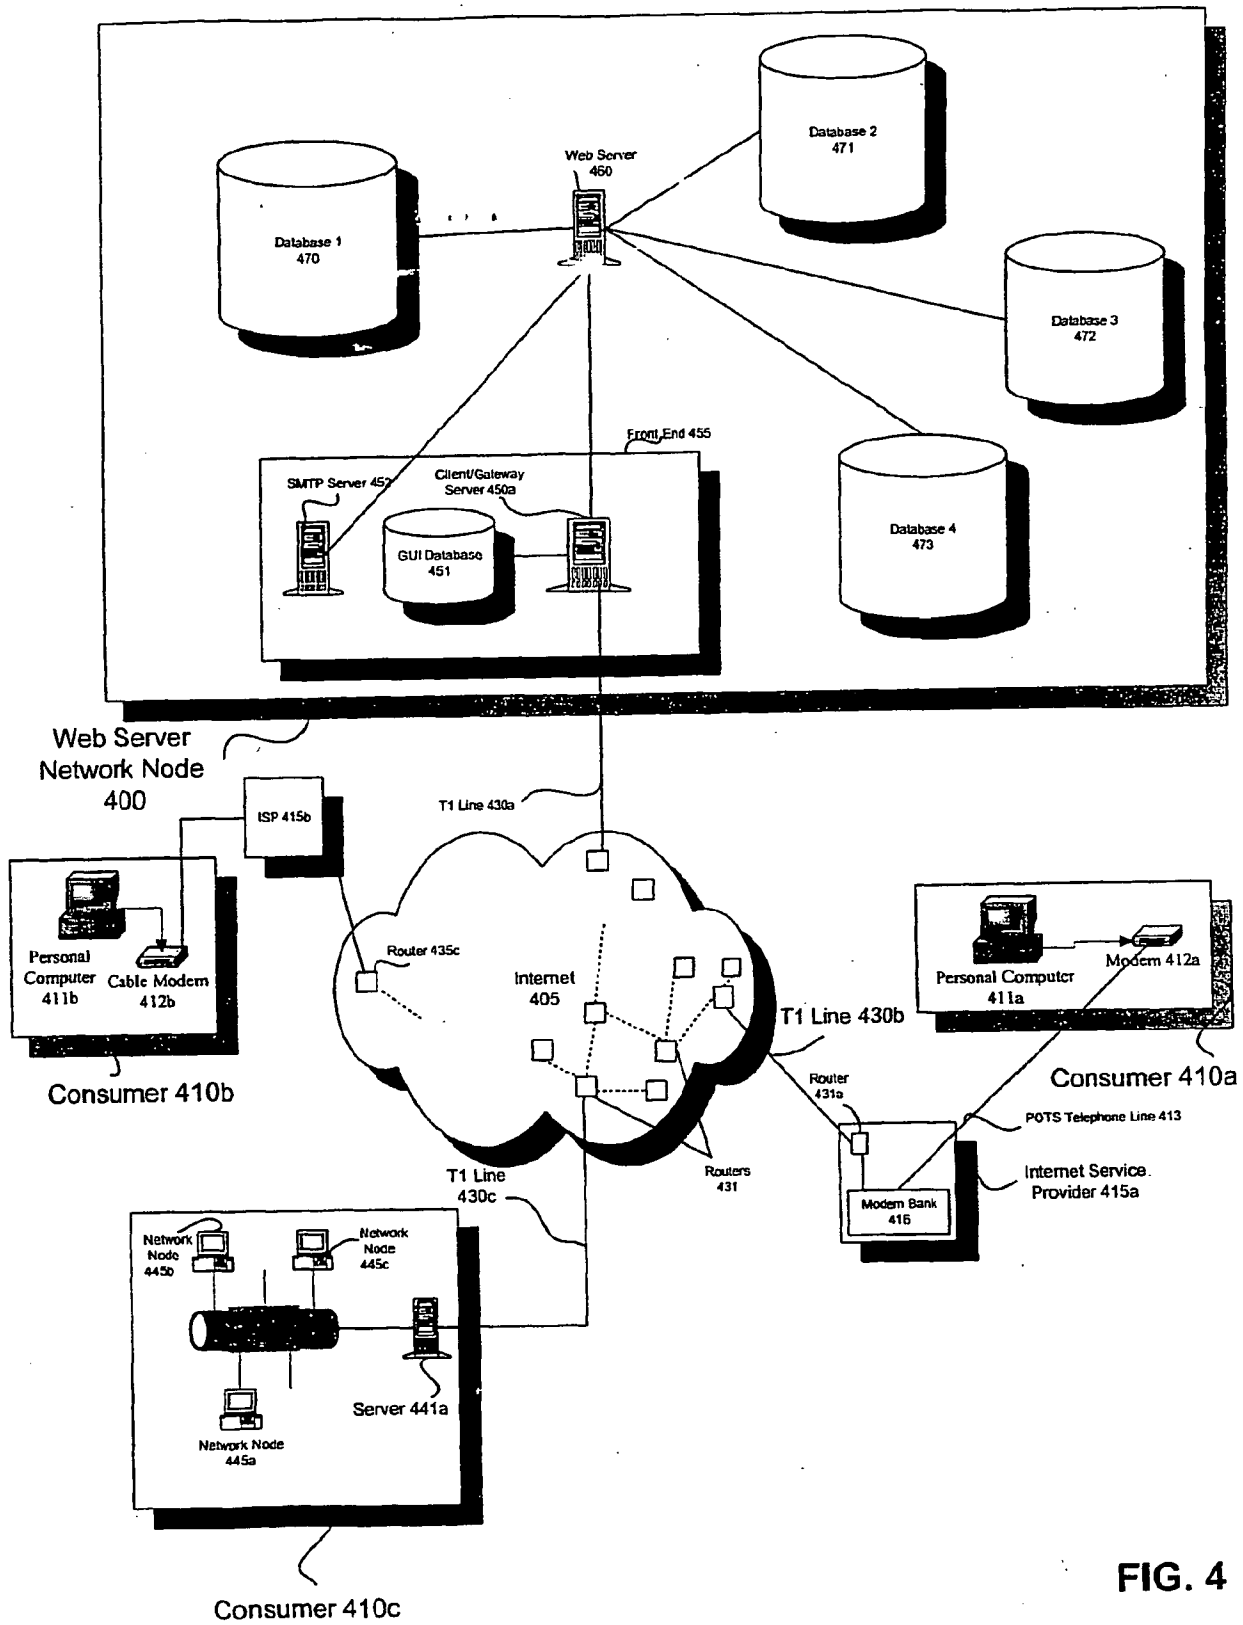 Database 2
471
Web Server
460
Database 1
470
Database 3
472
Front End 455
SMTP Server 452
Client/Gateway
Server 450a
GUI Database
451
Database 4
473
Web Server
Network Node
400
T1 Line 430a
ISP 415b
Personal
Computer
411b
Cable Modem
412b
Consumer 410b
Router 435c
Internet
405
Personal Computer
411a
Modem 412a
T1 Line 430b
Consumer 410a
Router
431a
POTS Telephone Line 413
Internet Service
Provider 415a
Modem Bank
416
Routers
431
T1 Line
430c
Network
Node
445b
Network
Node
445c
Server 441a
Network Node
445a
Consumer 410c
FIG. 4